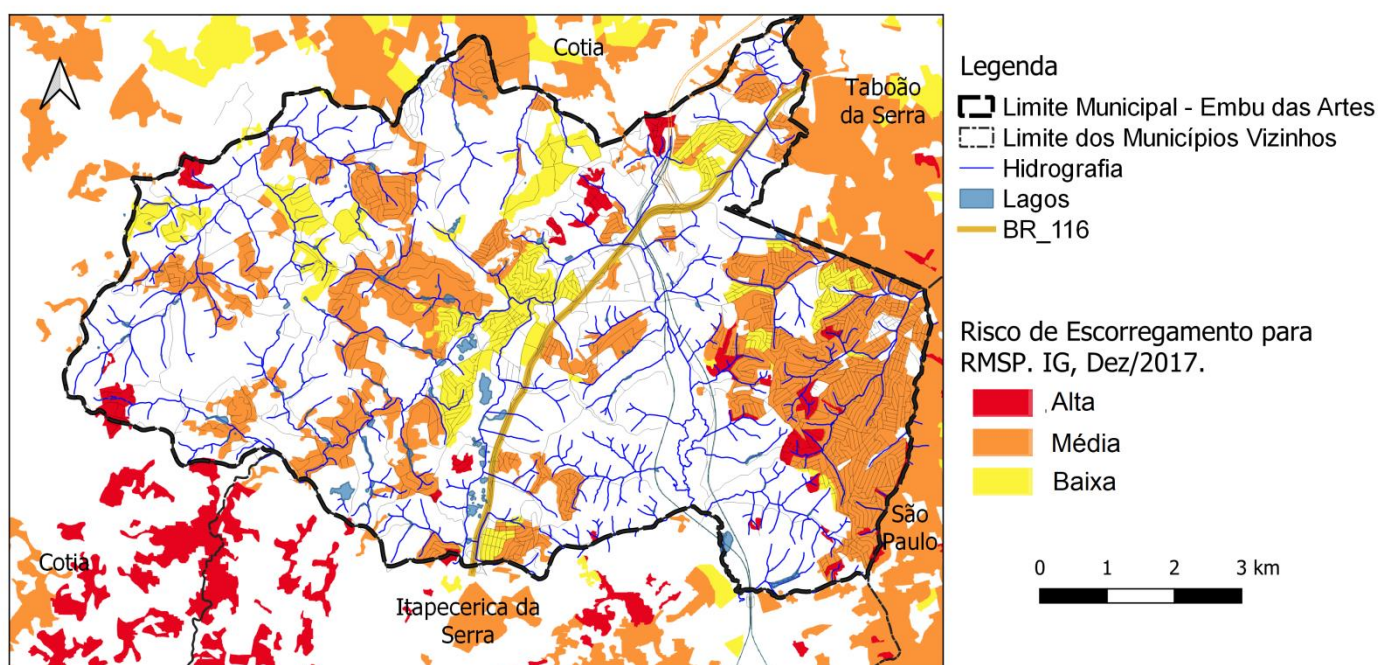 Cotia
Taboão
da Serra
São
Paulo
Cotia
Itapecerica da
Serra
Legenda
Limite Municipal - Embu das Artes
Limite dos Municípios Vizinhos
Hidrografia
Lagos
BR_116
Risco de Escorregamento para
RMSP. IG, Dez/2017.
Alta
Média
Baixa
0 1 2 3 km